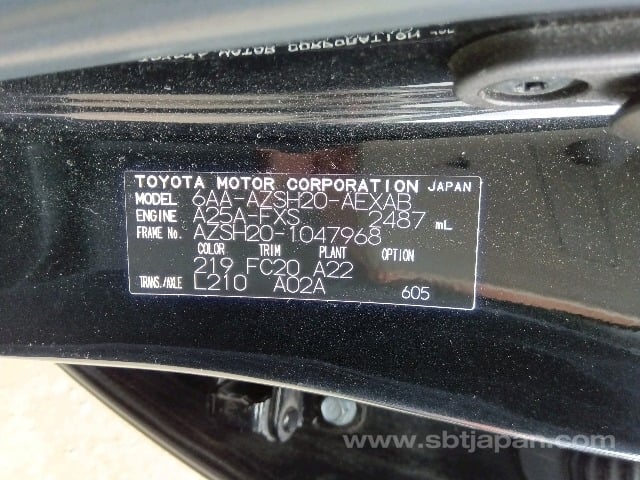 TOYOTA MOTOR CORPORATION JAPAN
MODEL 6AA-AZSH20-AEXAB
ENGINE A25A-FXS 2487 mL
FRAME No. AZSH20-1047968
COLOR TRIM PLANT OPTION
219 FC20 A22
TRANS./AXLE L210 A02A 605
www.sbtjapan.com